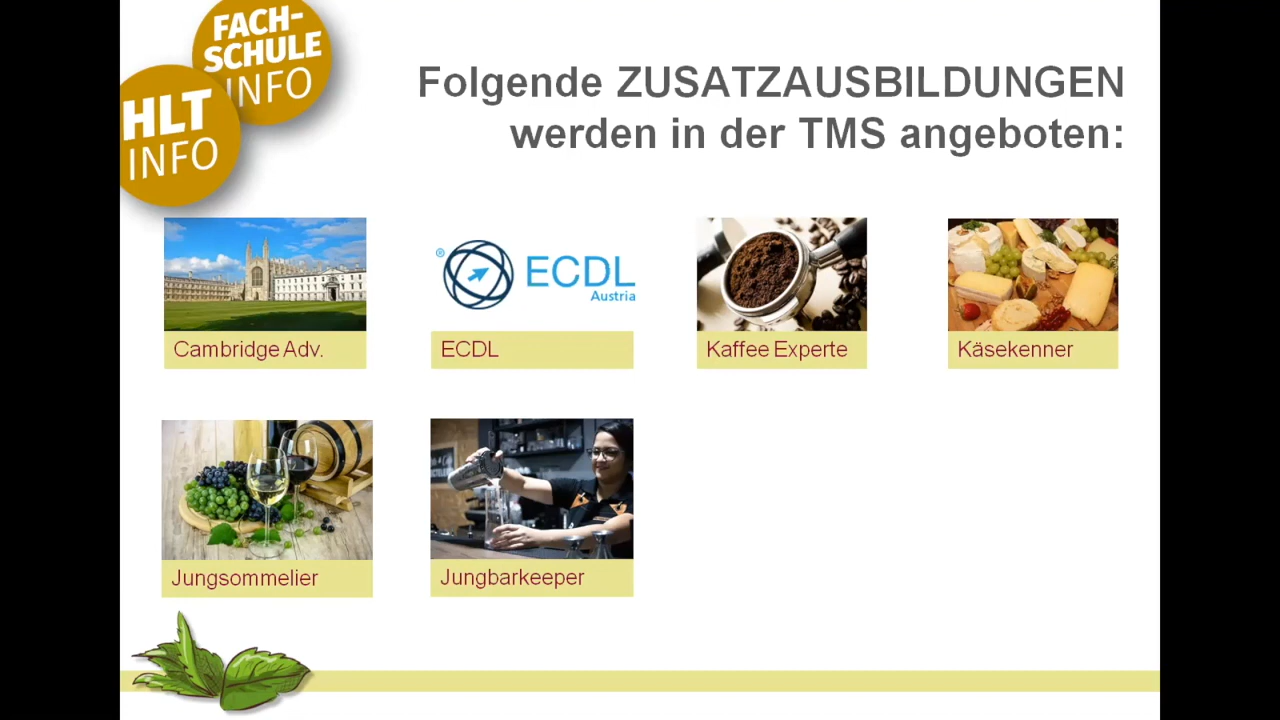 FACH-
SCHULE
INFO
HLT
INFO
Folgende ZUSATZAUSBILDUNGEN
werden in der TMS angeboten:
® ECDL
Austria
Cambridge Adv.
ECDL
Kaffee Experte
Käsekenner
Jungsommelier
Jungbarkeeper